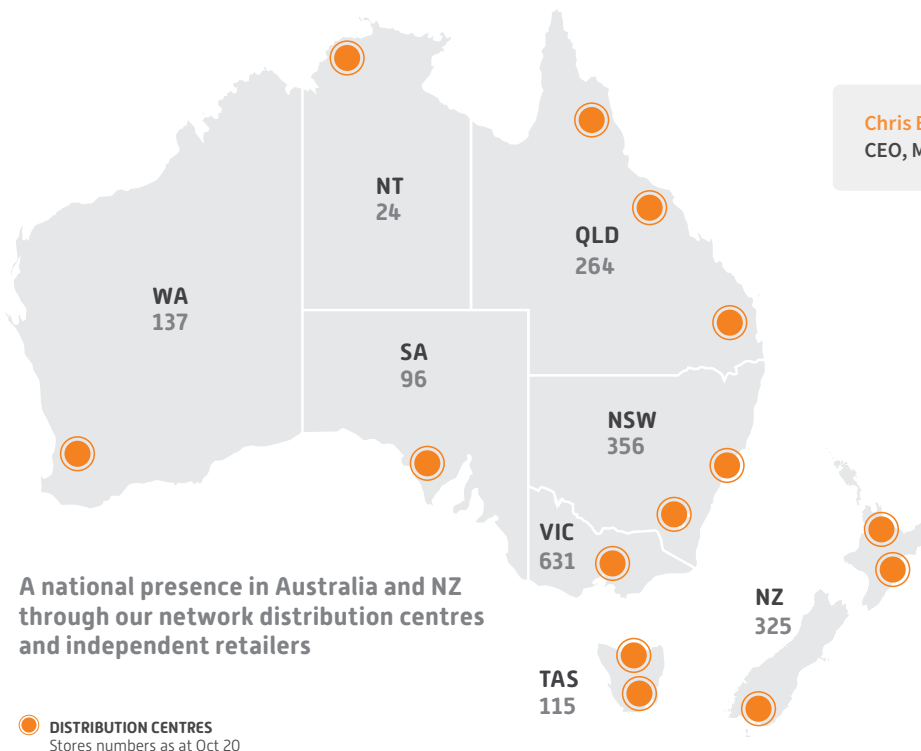 Chris
CEO,
NT
24
QLD
264
WA
137
SA
96
NSW
356
VIC
631
A national presence in Australia and NZ
through our network distribution centres
and independent retailers
NZ
325
TAS
115
DISTRIBUTION CENTRES
Stores numbers as at Oct 20